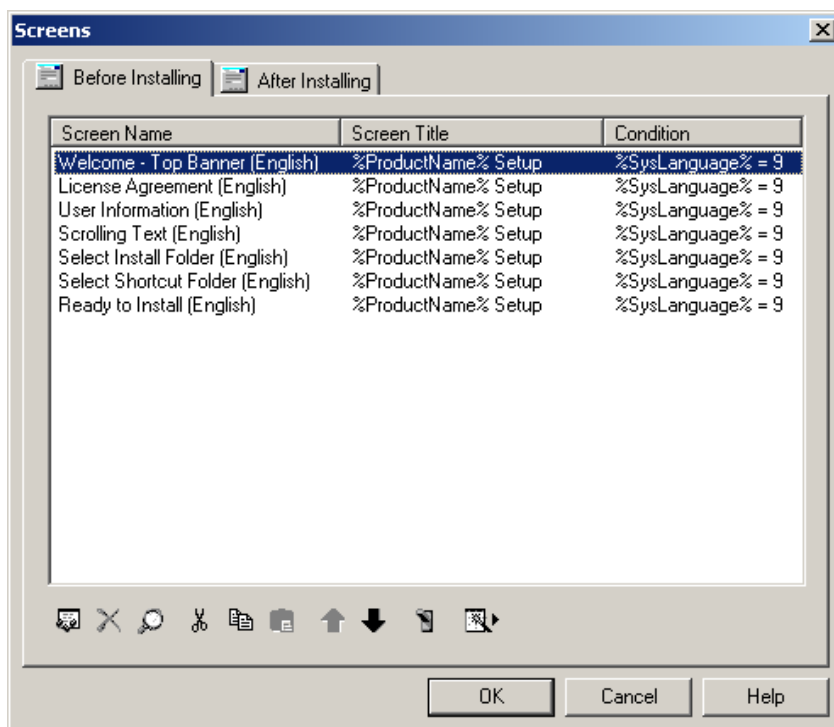 Screens
Before Installing After Installing
Screen Name Screen Title Condition
Welcome - Top Banner (English) %ProductName% Setup %SysLanguage% = 9
License Agreement (English) %ProductName% Setup %SysLanguage% = 9
User Information (English) %ProductName% Setup %SysLanguage% = 9
Scrolling Text (English) %ProductName% Setup %SysLanguage% = 9
Select Install Folder (English) %ProductName% Setup %SysLanguage% = 9
Select Shortcut Folder (English) %ProductName% Setup %SysLanguage% = 9
Ready to Install (English) %ProductName% Setup %SysLanguage% = 9
OK Cancel Help